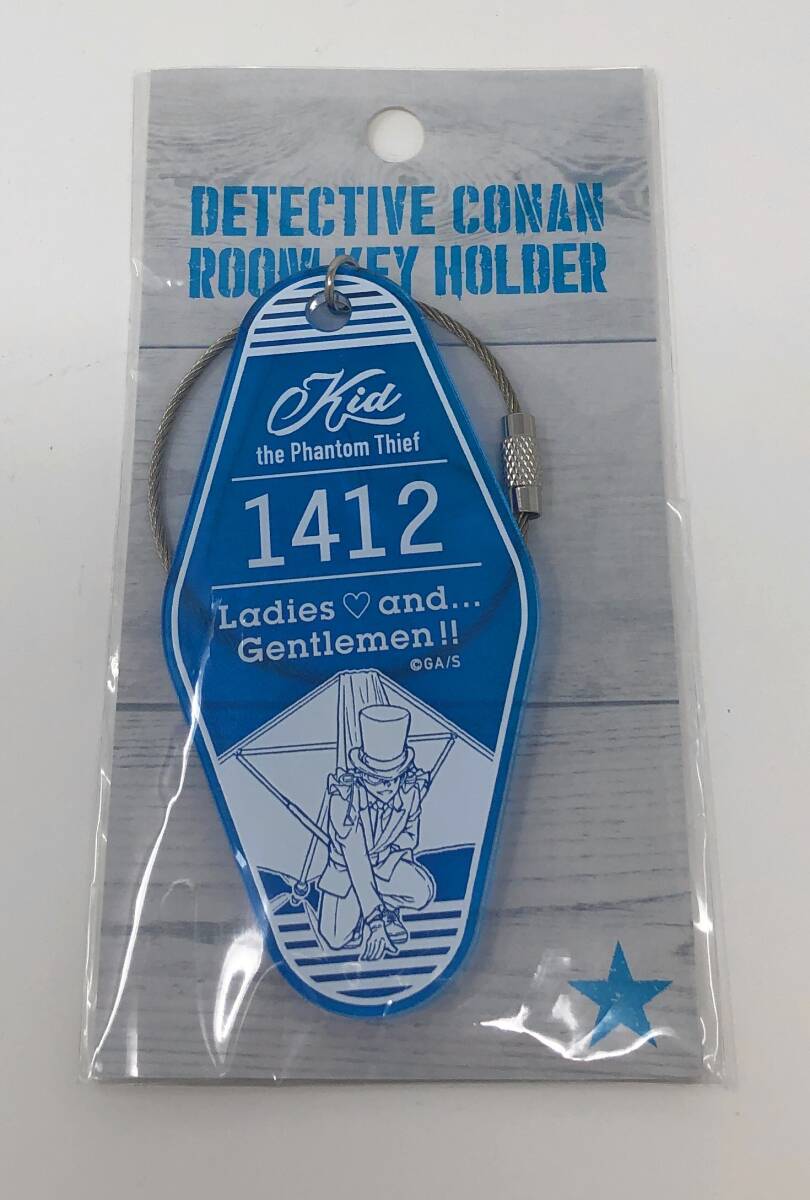 DETECTIVE CONAN
ROOM KEY HOLDER
Kid
the Phantom Thief
1412
Ladies ♡ and...
Gentlemen!!
©GA/S